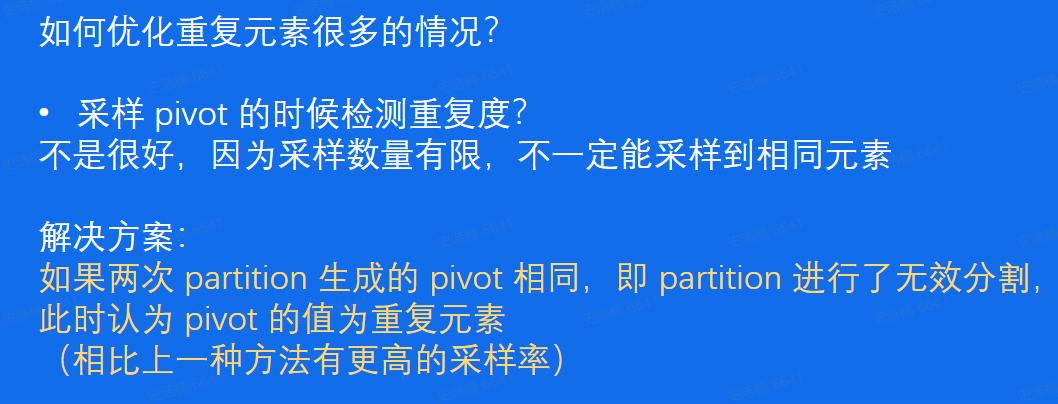 如何优化重复元素很多的情况？
• 采样 pivot 的时候检测重复度？
不是很好，因为采样数量有限，不一定能采样到相同元素
解决方案：
如果两次 partition 生成的 pivot 相同，即 partition 进行了无效分割，
此时认为 pivot 的值为重复元素
（相比上一种方法有更高的采样率）